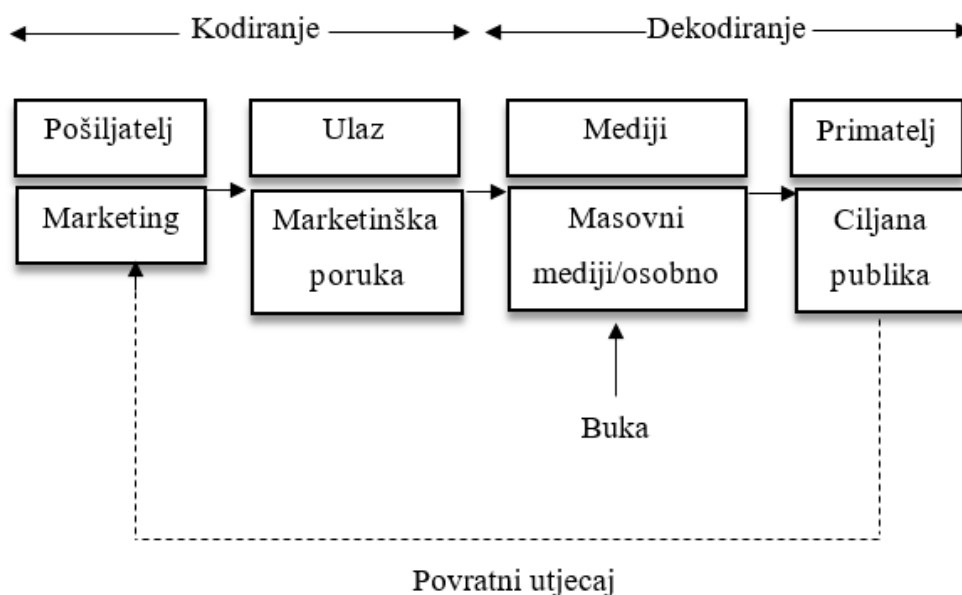 Kodiranje
Dekodiranje
Pošiljatelj
Ulaz
Mediji
Primatelj
Marketing
Marketinška
poruka
Masovni
mediji/osobno
Ciljana
publika
Buka
Povratni utjecaj